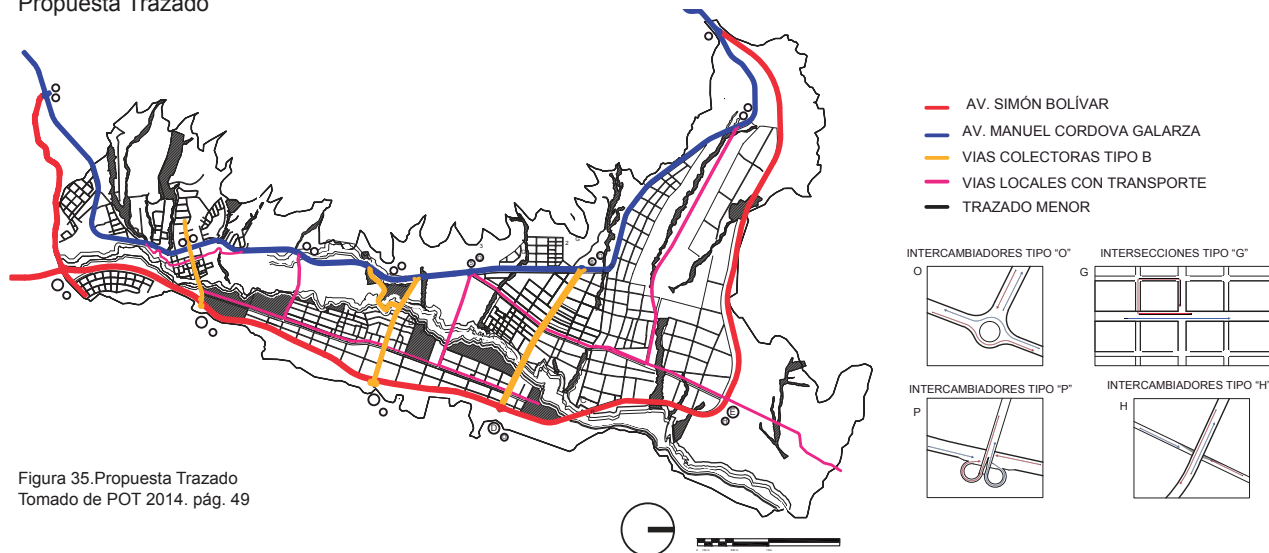 Propuesta Trazado
AV. SIMÓN BOLÍVAR
AV. MANUEL CORDOVA GALARZA
VIAS COLECTORAS TIPO B
VIAS LOCALES CON TRANSPORTE
TRAZADO MENOR
INTERCAMBIADORES TIPO "O"
O
INTERSECCIONES TIPO "G"
G
INTERCAMBIADORES TIPO "P"
P
INTERCAMBIADORES TIPO "H"
H
Figura 35.Propuesta Trazado
Tomado de POT 2014. pág. 49